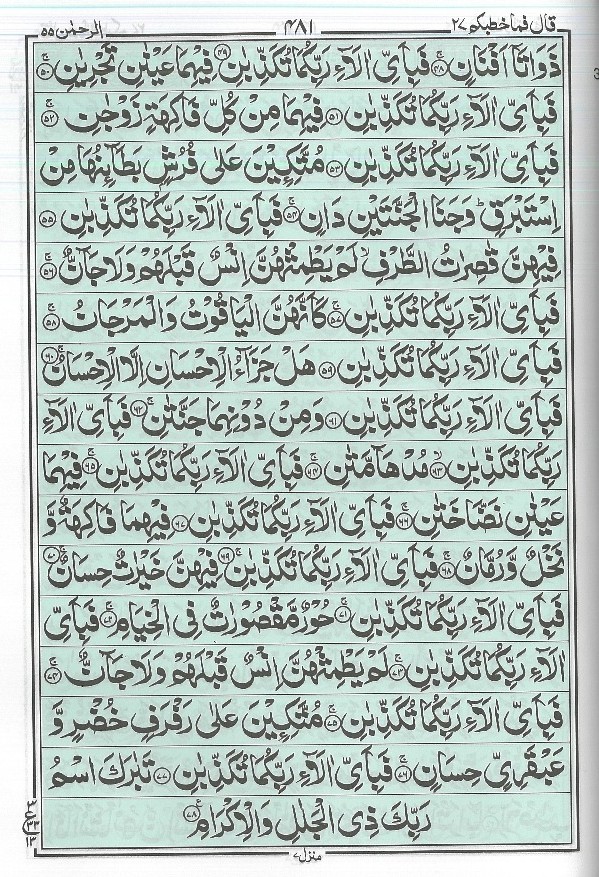 قال فما خطبكم ٢٧ ٤٨١ الرحمٰن ٥٥
ذَوَاتَآ اَفْنَانٍ ۚ﴿٤٨﴾ فَبِاَىِّ اٰلَآءِ رَبِّكُمَا تُكَذِّبٰنِ ﴿٤٩﴾ فِيْهِمَا عَيْنٰنِ تَجْرِيٰنِ ۚ﴿٥٠﴾
فَبِاَىِّ اٰلَآءِ رَبِّكُمَا تُكَذِّبٰنِ ﴿٥١﴾ فِيْهِمَا مِنْ كُلِّ فَاكِهَةٍ زَوْجٰنِ ۚ﴿٥٢﴾
فَبِاَىِّ اٰلَآءِ رَبِّكُمَا تُكَذِّبٰنِ ﴿٥٣﴾ مُتَّكِـِٕيْنَ عَلٰى فُرُشٍۭ بَطَآئِنُهَا مِنْ
اِسْتَبْرَقٍ ؕ وَجَنَا الْجَنَّتَيْنِ دَانٍ ۚ﴿٥٤﴾ فَبِاَىِّ اٰلَآءِ رَبِّكُمَا تُكَذِّبٰنِ ﴿٥٥﴾
فِيْهِنَّ قٰصِرٰتُ الطَّرْفِ ۙ لَمْ يَطْمِثْهُنَّ اِنْسٌ قَبْلَهُمْ وَلَا جَآنٌّ ۚ﴿٥٦﴾
فَبِاَىِّ اٰلَآءِ رَبِّكُمَا تُكَذِّبٰنِ ۚ﴿٥٧﴾ كَاَنَّهُنَّ الْيَاقُوْتُ وَالْمَرْجَانُ ۚ﴿٥٨﴾
فَبِاَىِّ اٰلَآءِ رَبِّكُمَا تُكَذِّبٰنِ ﴿٥٩﴾ هَلْ جَزَآءُ الْاِحْسَانِ اِلَّا الْاِحْسَانُ ۚ﴿٦٠﴾
فَبِاَىِّ اٰلَآءِ رَبِّكُمَا تُكَذِّبٰنِ ﴿٦١﴾ وَمِنْ دُوْنِهِمَا جَنَّتٰنِ ۚ﴿٦٢﴾ فَبِاَىِّ اٰلَآءِ
رَبِّكُمَا تُكَذِّبٰنِ ۙ﴿٦٣﴾ مُدْهَآمَّتٰنِ ۚ﴿٦٤﴾ فَبِاَىِّ اٰلَآءِ رَبِّكُمَا تُكَذِّبٰنِ ۚ﴿٦٥﴾ فِيْهِمَا
عَيْنٰنِ نَضَّاخَتٰنِ ۚ﴿٦٦﴾ فَبِاَىِّ اٰلَآءِ رَبِّكُمَا تُكَذِّبٰنِ ﴿٦٧﴾ فِيْهِمَا فَاكِهَةٌ وَّ
نَخْلٌ وَّرُمَّانٌ ۚ﴿٦٨﴾ فَبِاَىِّ اٰلَآءِ رَبِّكُمَا تُكَذِّبٰنِ ۚ﴿٦٩﴾ فِيْهِنَّ خَيْرٰتٌ حِسَانٌ ۚ﴿٧٠﴾
فَبِاَىِّ اٰلَآءِ رَبِّكُمَا تُكَذِّبٰنِ ۚ﴿٧١﴾ حُوْرٌ مَّقْصُوْرٰتٌ فِى الْخِيَامِ ۚ﴿٧٢﴾ فَبِاَىِّ
اٰلَآءِ رَبِّكُمَا تُكَذِّبٰنِ ۚ﴿٧٣﴾ لَمْ يَطْمِثْهُنَّ اِنْسٌ قَبْلَهُمْ وَلَا جَآنٌّ ۚ﴿٧٤﴾
فَبِاَىِّ اٰلَآءِ رَبِّكُمَا تُكَذِّبٰنِ ۚ﴿٧٥﴾ مُتَّكِـِٕيْنَ عَلٰى رَفْرَفٍ خُضْرٍ وَّ
عَبْقَرِىٍّ حِسَانٍ ۚ﴿٧٦﴾ فَبِاَىِّ اٰلَآءِ رَبِّكُمَا تُكَذِّبٰنِ ﴿٧٧﴾ تَبٰرَكَ اسْمُ
رَبِّكَ ذِى الْجَلٰلِ وَالْاِكْرَامِ ﴿٧٨﴾
٣
ع ٣٣
١٣
منزل ٧